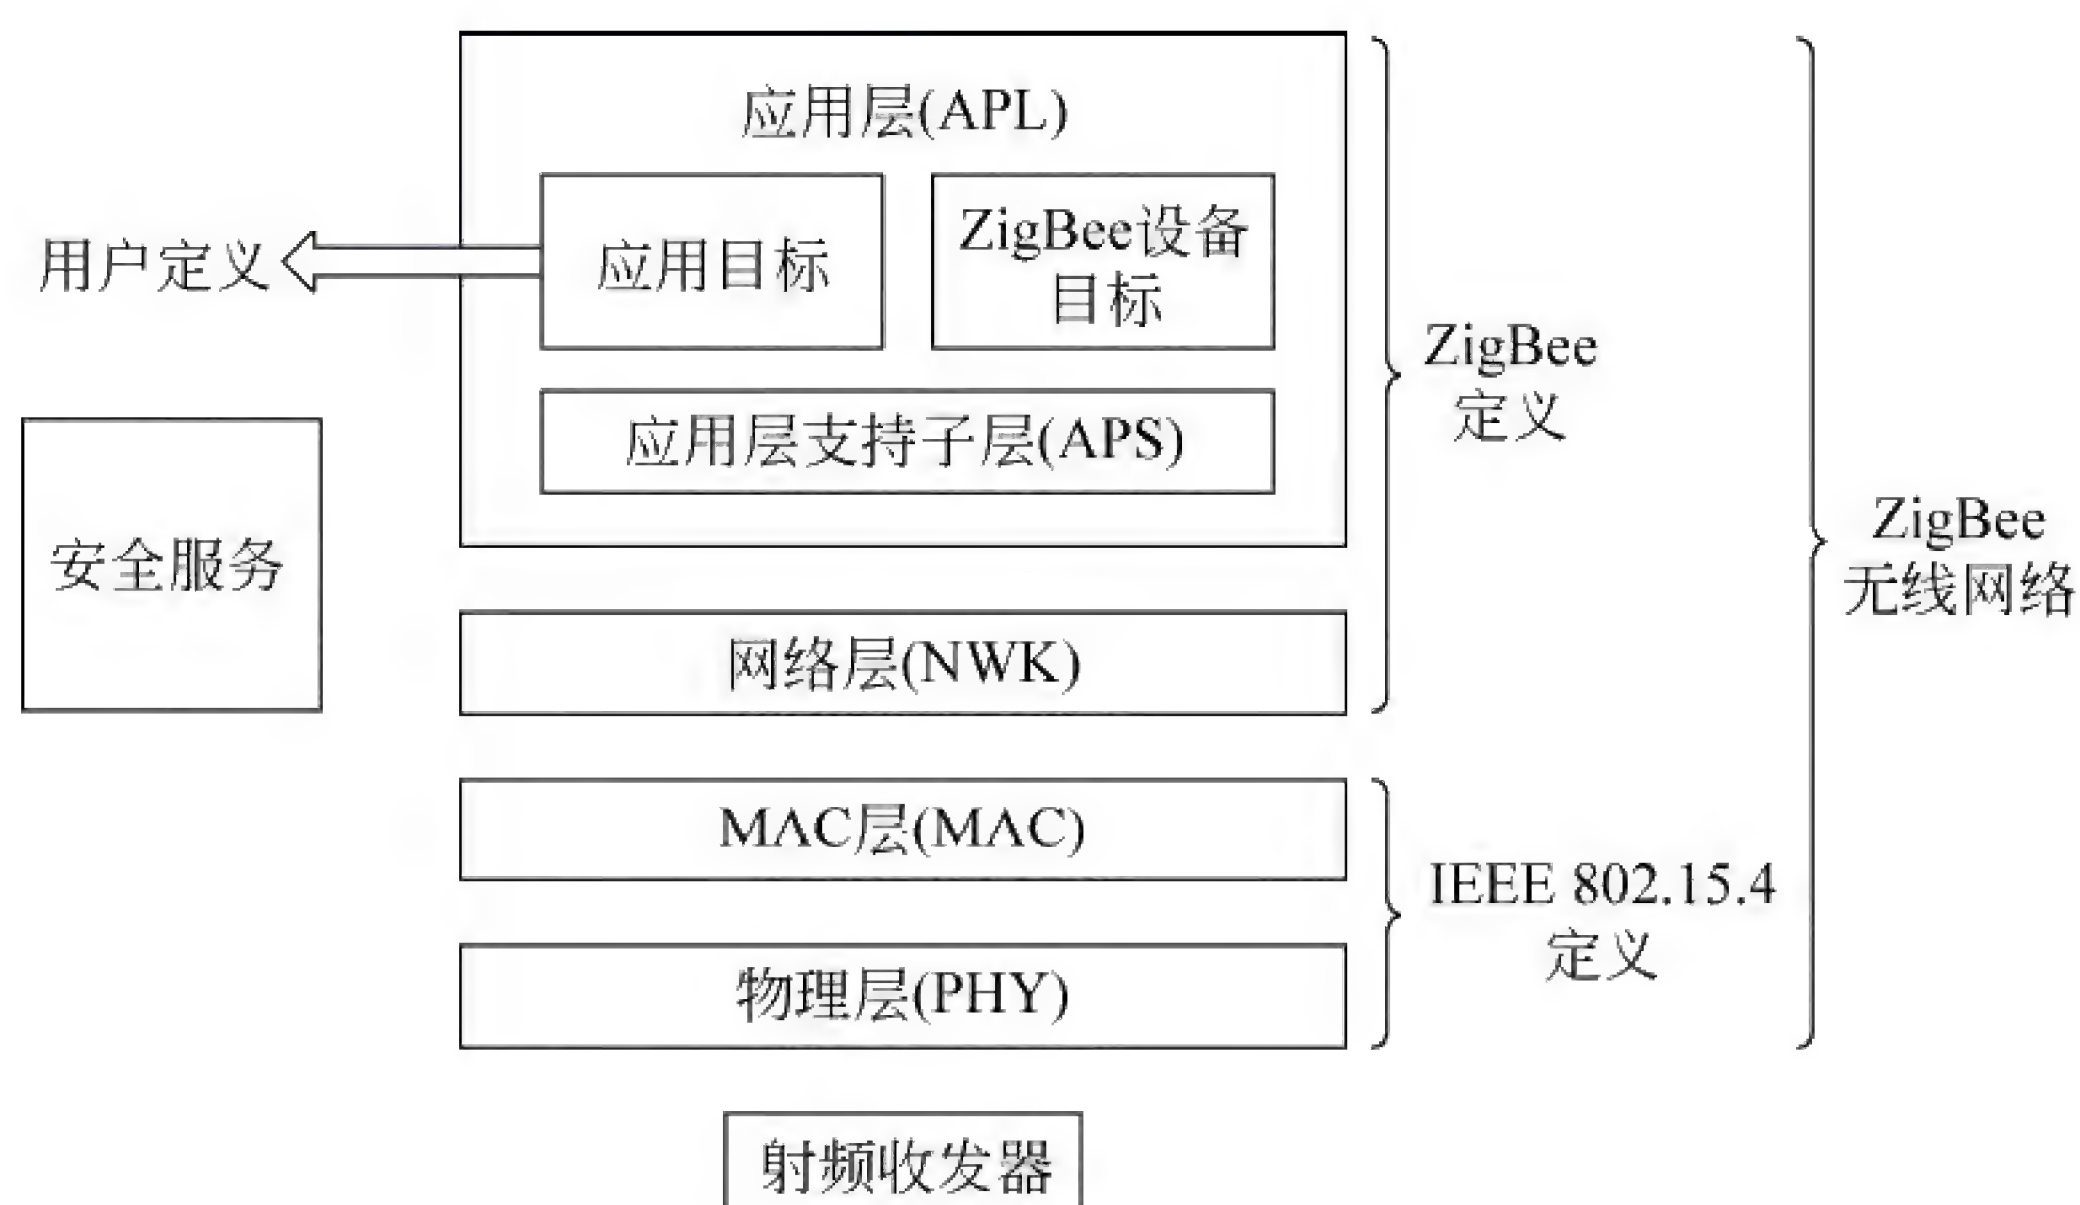 应用层(APL)
用户定义
应用目标
ZigBee设备
目标
应用层支持子层(APS)
ZigBee
定义
安全服务
网络层(NWK)
ZigBee
无线网络
MAC层(MAC)
IEEE 802.15.4
定义
物理层(PHY)
射频收发器